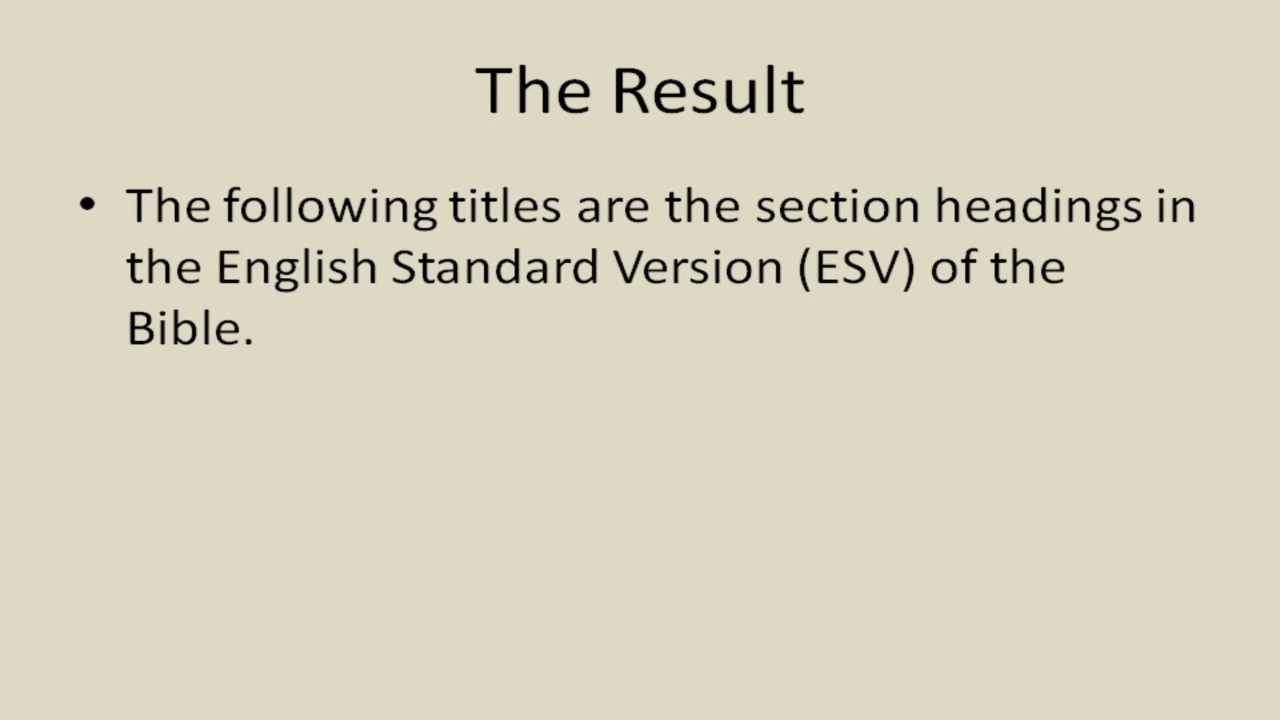 The Result
• The following titles are the section headings in
the English Standard Version (ESV) of the
Bible.